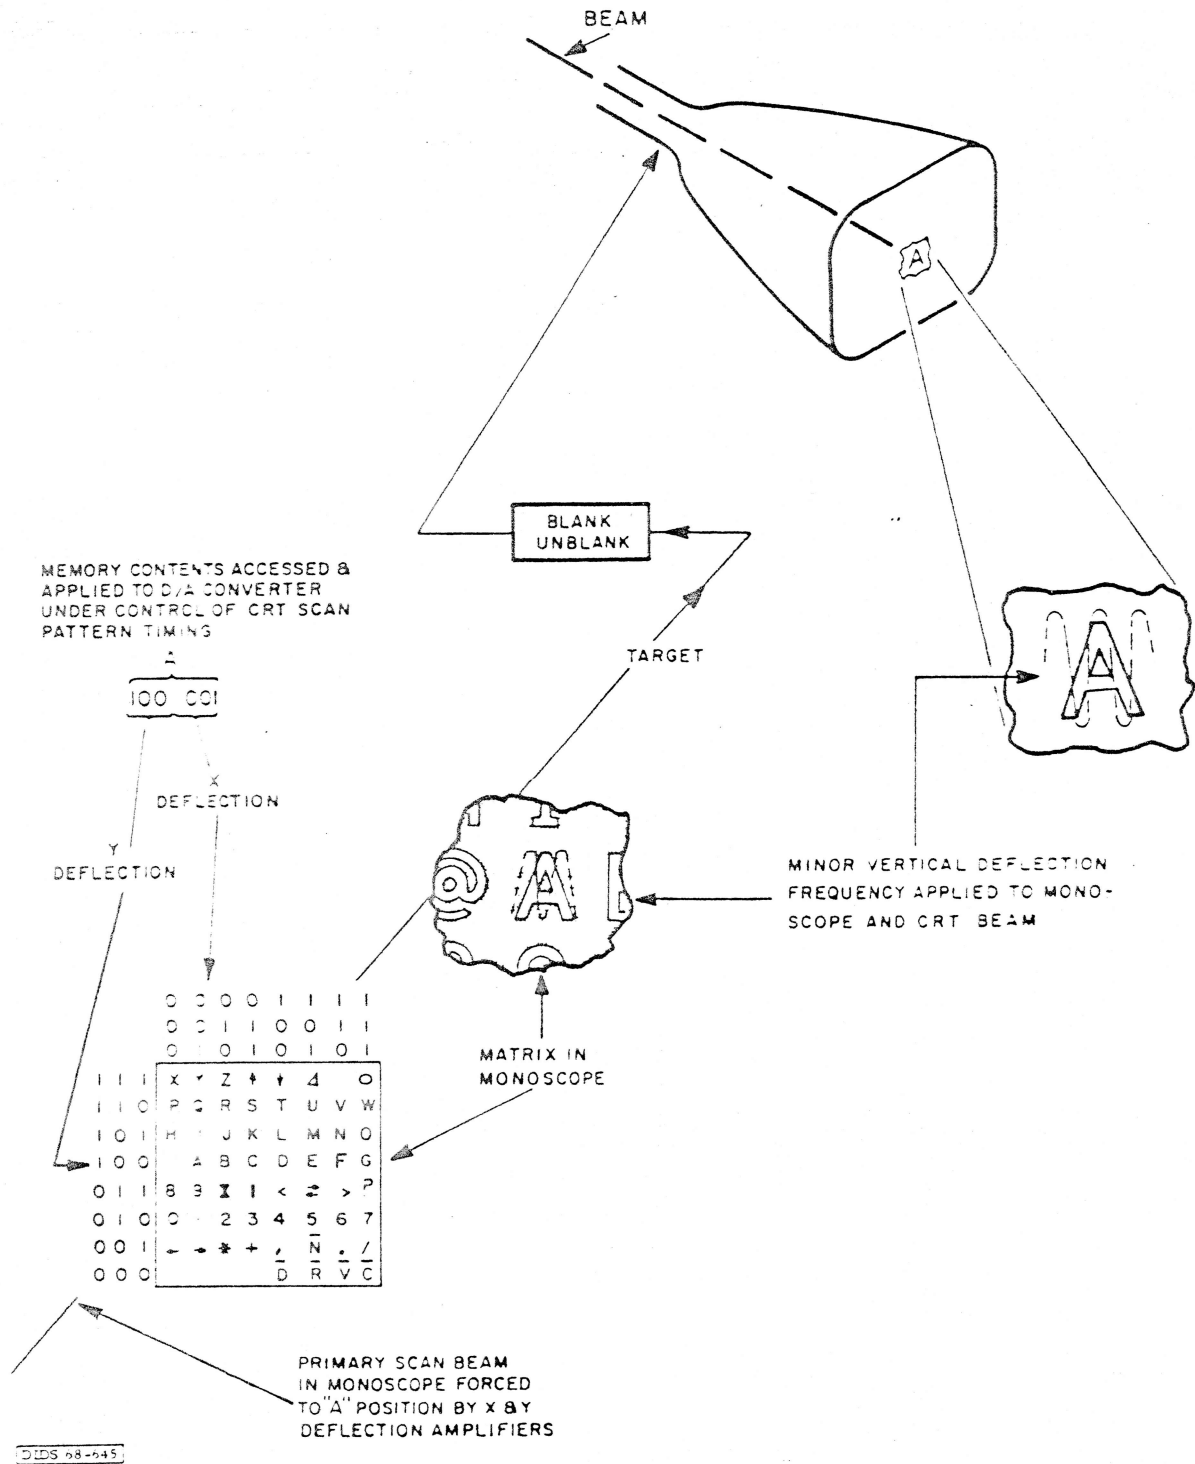 BEAM
A
BLANK
UNBLANK
MEMORY CONTENTS ACCESSED &
APPLIED TO D/A CONVERTER
UNDER CONTROL OF CRT SCAN
PATTERN TIMING
A
100 001
TARGET
A
X
DEFLECTION
Y
DEFLECTION
A
MINOR VERTICAL DEFLECTION
FREQUENCY APPLIED TO MONO-
SCOPE AND CRT BEAM
MATRIX IN
MONOSCOPE
0 0 0 0 1 1 1 1
0 0 1 1 0 0 1 1
0 0 1 0 1 0 1
1 1 1 X Y Z ↑ ↓ O
1 1 0 P Q R S T U V W
1 0 1 H J K L M N O
1 0 0 A B C D E F G
0 1 1 8 9 < > ?
0 1 0 0 2 3 4 5 6 7
0 0 1 ← → * + , N̅ . /
0 0 0 D̅ R̅ V̅ C̅
PRIMARY SCAN BEAM
IN MONOSCOPE FORCED
TO "A" POSITION BY X & Y
DEFLECTION AMPLIFIERS
DIDS 68-645